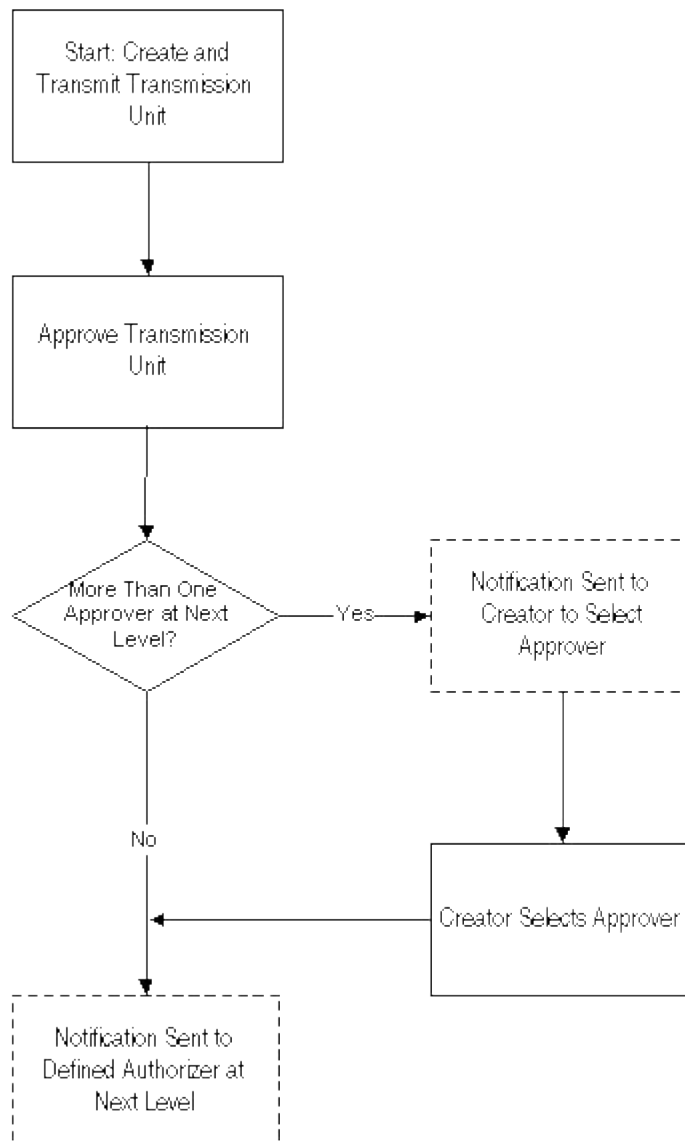 Start: Create and
Transmit Transmission
Unit
Approve Transmission
Unit
More Than One
Approver at Next
Level?
Yes
Notification Sent to
Creator to Select
Approver
No
Creator Selects Approver
Notification Sent to
Defined Authorizer at
Next Level